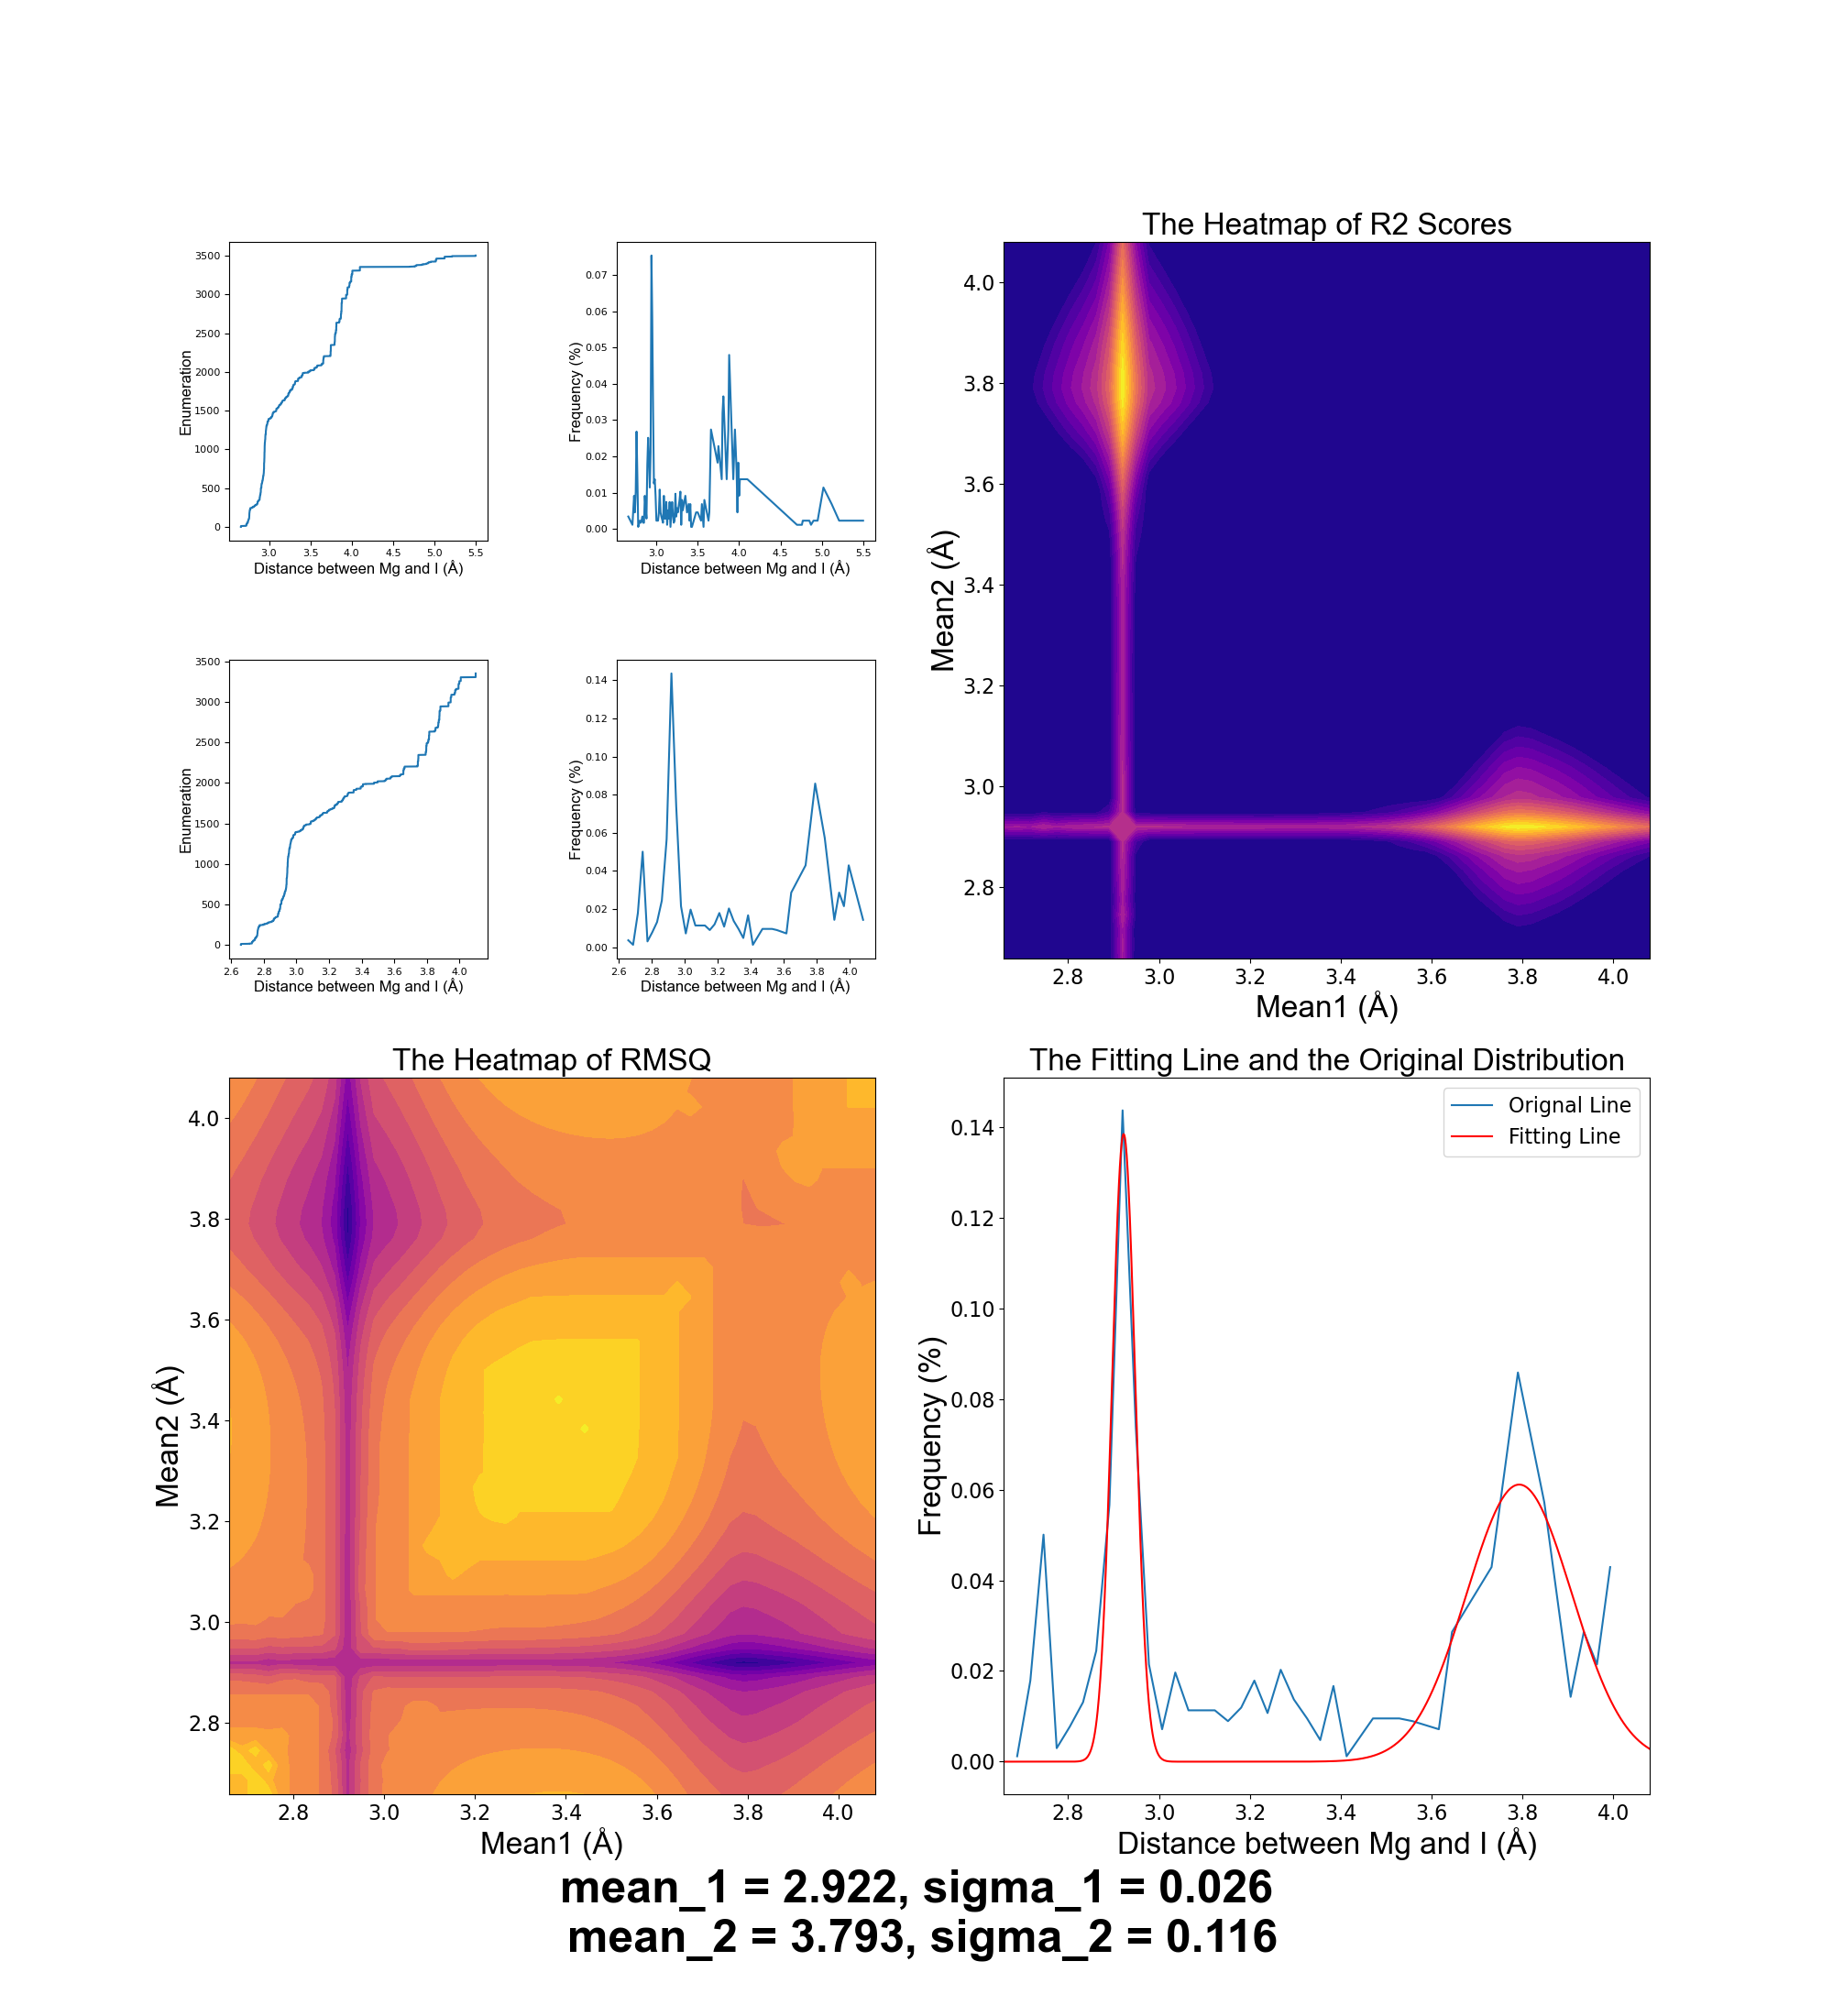 The Heatmap of R2 Scores
3500
3000
2500
2000
1500
1000
500
0
Enumeration
3.0 3.5 4.0 4.5 5.0 5.5
Distance between Mg and I (Å)
0.07
0.06
0.05
0.04
0.03
0.02
0.01
0.00
Frequency (%)
3.0 3.5 4.0 4.5 5.0 5.5
Distance between Mg and I (Å)
4.0
3.8
3.6
3.4
3.2
3.0
2.8
Mean2 (Å)
2.8 3.0 3.2 3.4 3.6 3.8 4.0
Mean1 (Å)
3500
3000
2500
2000
1500
1000
500
0
Enumeration
2.6 2.8 3.0 3.2 3.4 3.6 3.8 4.0
Distance between Mg and I (Å)
0.14
0.12
0.10
0.08
0.06
0.04
0.02
0.00
Frequency (%)
2.6 2.8 3.0 3.2 3.4 3.6 3.8 4.0
Distance between Mg and I (Å)
The Heatmap of RMSQ
4.0
3.8
3.6
3.4
3.2
3.0
2.8
Mean2 (Å)
2.8 3.0 3.2 3.4 3.6 3.8 4.0
Mean1 (Å)
The Fitting Line and the Original Distribution
Orignal Line
Fitting Line
0.14
0.12
0.10
0.08
0.06
0.04
0.02
0.00
Frequency (%)
2.8 3.0 3.2 3.4 3.6 3.8 4.0
Distance between Mg and I (Å)
mean_1 = 2.922, sigma_1 = 0.026
mean_2 = 3.793, sigma_2 = 0.116